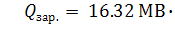 Qзар. = 16.32 МВ·